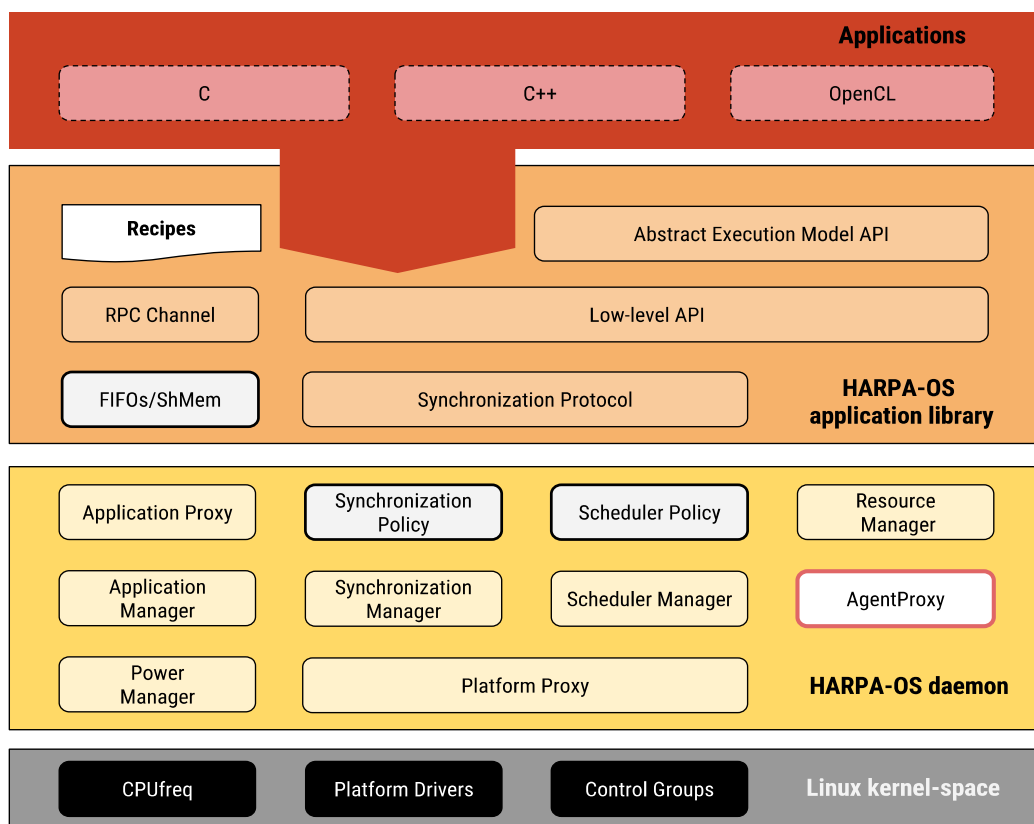 Applications
C
C++
OpenCL
Recipes
Abstract Execution Model API
RPC Channel
Low-level API
FIFOs/ShMem
Synchronization Protocol
HARPA-OS
application library
Application Proxy
Synchronization
Policy
Scheduler Policy
Resource
Manager
Application
Manager
Synchronization
Manager
Scheduler Manager
AgentProxy
Power
Manager
Platform Proxy
HARPA-OS daemon
CPUfreq
Platform Drivers
Control Groups
Linux kernel-space